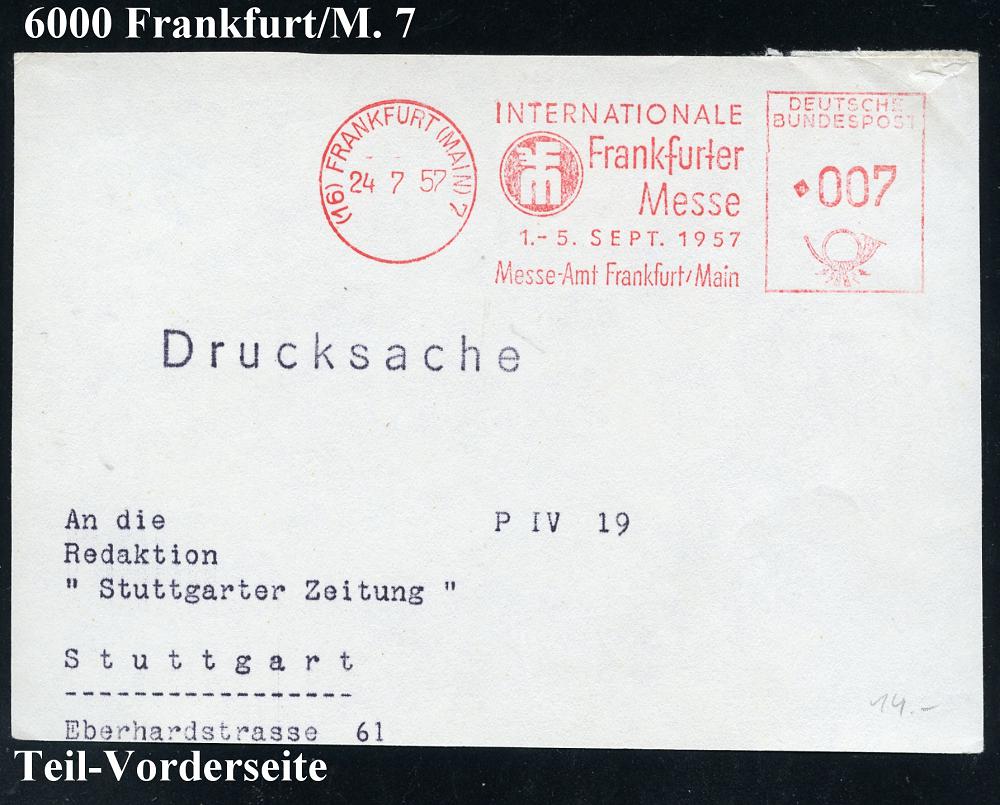 6000 Frankfurt/M. 7
(16) FRANKFURT (MAIN) 7
24 7 57
INTERNATIONALE
Frankfurter
Messe
1.- 5. SEPT. 1957
Messe-Amt Frankfurt/Main
DEUTSCHE
BUNDESPOST
007
Drucksache
An die P IV 19
Redaktion
" Stuttgarter Zeitung "
Stuttgart
-----------------
Eberhardstrasse 61
14.-
Teil-Vorderseite